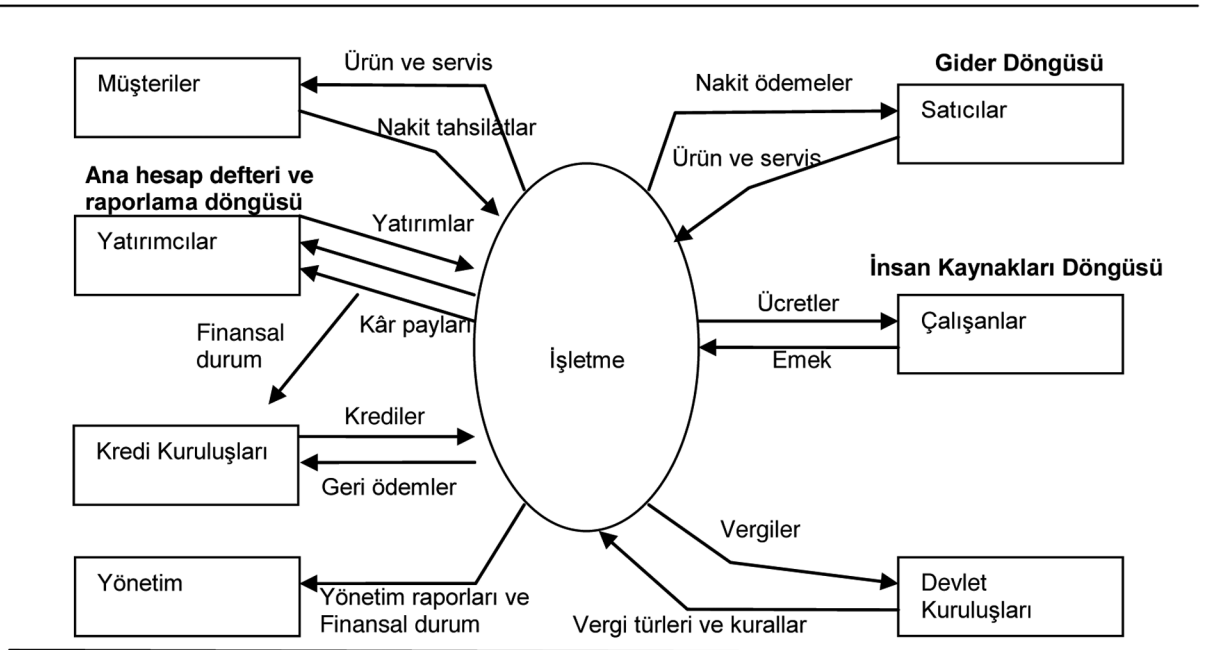 Ürün ve servis
Müşteriler
Nakit tahsilâtlar
Ana hesap defteri ve
raporlama döngüsü
Yatırımcılar
Yatırımlar
Kâr payları
Finansal
durum
Krediler
Kredi Kuruluşları
Geri ödemler
Yönetim
Yönetim raporları ve
Finansal durum
İşletme
Gider Döngüsü
Nakit ödemeler
Satıcılar
Ürün ve servis
İnsan Kaynakları Döngüsü
Ücretler
Çalışanlar
Emek
Vergiler
Devlet
Kuruluşları
Vergi türleri ve kurallar